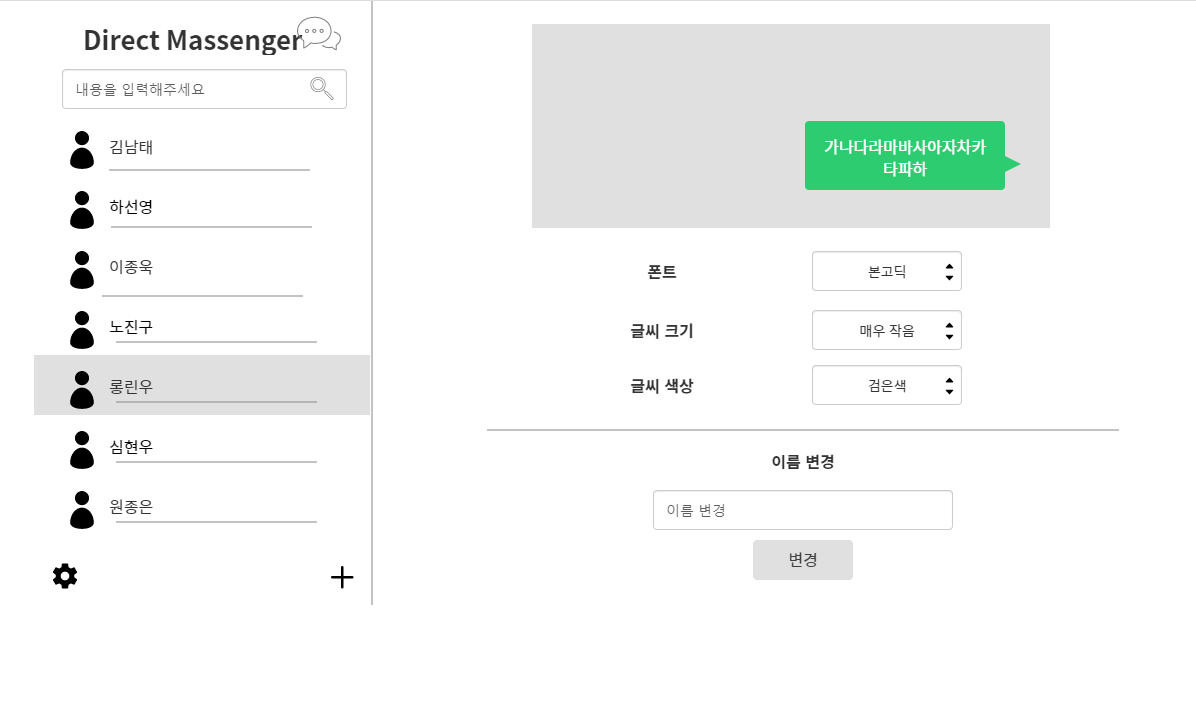 Direct Massenger
내용을 입력해주세요
김남태
하선영
이종욱
노진구
롱린우
심현우
원종은
가나다라마바사아자차카
타파하
폰트
본고딕
글씨 크기
매우 작음
글씨 색상
검은색
이름 변경
이름 변경
변경